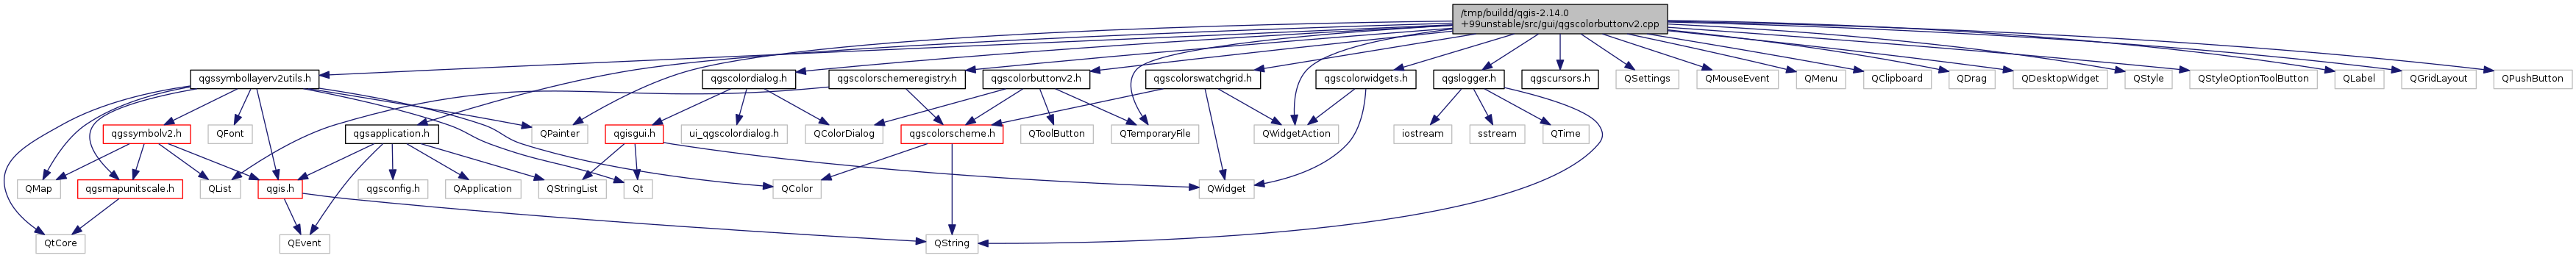 /tmp/buildd/qgis-2.14.0
+99unstable/src/gui/qgscolorbuttonv2.cpp
qgssymbollayerv2utils.h
qgscolordialog.h
qgscolorschemeregistry.h
qgscolorbuttonv2.h
qgscolorswatchgrid.h
qgscolorwidgets.h
qgslogger.h
qgscursors.h
QSettings
QMouseEvent
QMenu
QClipboard
QDrag
QDesktopWidget
QStyle
QStyleOptionToolButton
QLabel
QGridLayout
QPushButton
qgssymbolv2.h
QFont
qgsapplication.h
QPainter
qgisgui.h
ui_qgscolordialog.h
QColorDialog
qgscolorscheme.h
QToolButton
QTemporaryFile
QWidgetAction
iostream
sstream
QTime
QMap
qgsmapunitscale.h
QList
qgis.h
qgsconfig.h
QApplication
QStringList
Qt
QColor
QWidget
QtCore
QEvent
QString